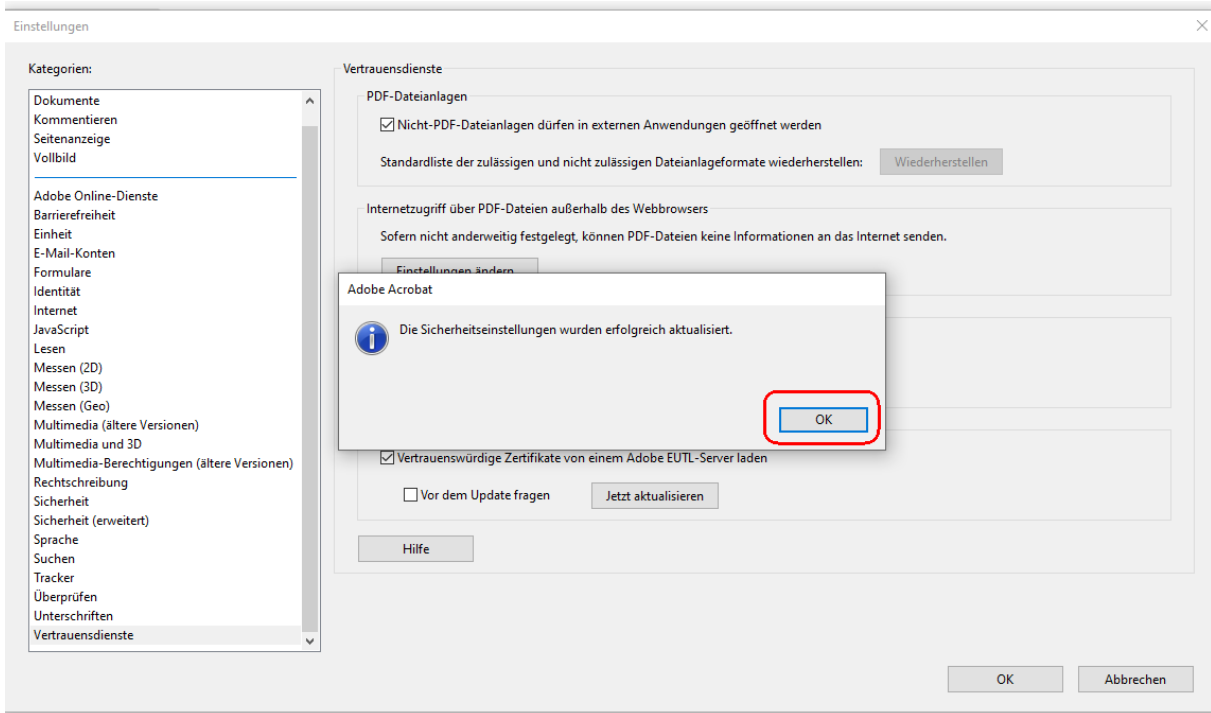 Einstellungen
Kategorien:
Dokumente
Kommentieren
Seitenanzeige
Vollbild
Adobe Online-Dienste
Barrierefreiheit
Einheit
E-Mail-Konten
Formulare
Identität
Internet
JavaScript
Lesen
Messen (2D)
Messen (3D)
Messen (Geo)
Multimedia (ältere Versionen)
Multimedia und 3D
Multimedia-Berechtigungen (ältere Versionen)
Rechtschreibung
Sicherheit
Sicherheit (erweitert)
Sprache
Suchen
Tracker
Überprüfen
Unterschriften
Vertrauensdienste
Vertrauensdienste
PDF-Dateianlagen
Nicht-PDF-Dateianlagen dürfen in externen Anwendungen geöffnet werden
Standardliste der zulässigen und nicht zulässigen Dateianlageformate wiederherstellen: Wiederherstellen
Internetzugriff über PDF-Dateien außerhalb des Webbrowsers
Sofern nicht anderweitig festgelegt, können PDF-Dateien keine Informationen an das Internet senden.
Einstellungen ändern
Adobe Acrobat
Die Sicherheitseinstellungen wurden erfolgreich aktualisiert.
OK
Vertrauenswürdige Zertifikate von einem Adobe EUTL-Server laden
Vor dem Update fragen Jetzt aktualisieren
Hilfe
OK Abbrechen